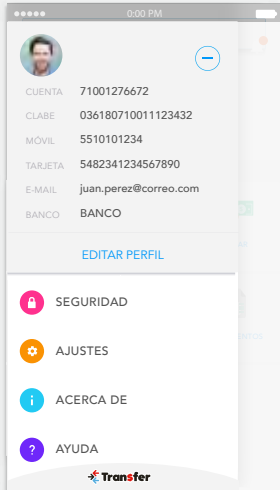 0:00 PM
CUENTA 71001276672
CLABE 036180710011123432
MÓVIL 5510101234
TARJETA 5482341234567890
E-MAIL juan.perez@correo.com
BANCO BANCO
EDITAR PERFIL
SEGURIDAD
AJUSTES
ACERCA DE
AYUDA
Transfer